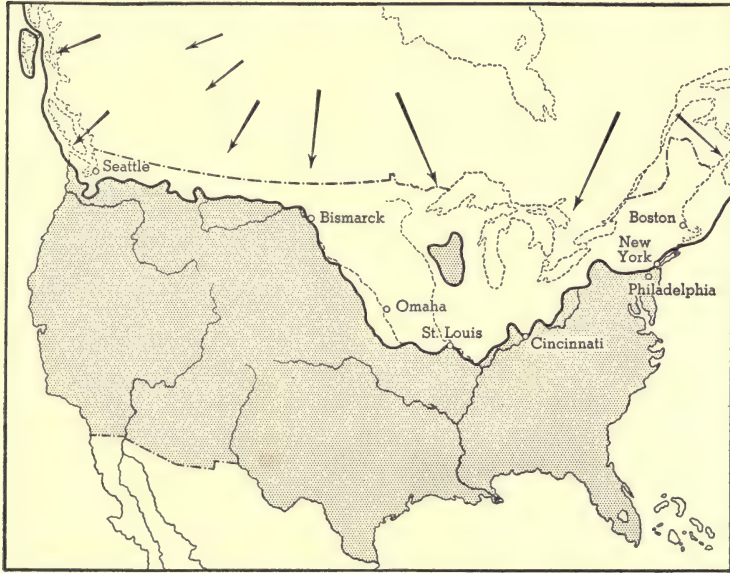 Seattle
Bismarck
Boston
New
York
Philadelphia
Omaha
St. Louis
Cincinnati